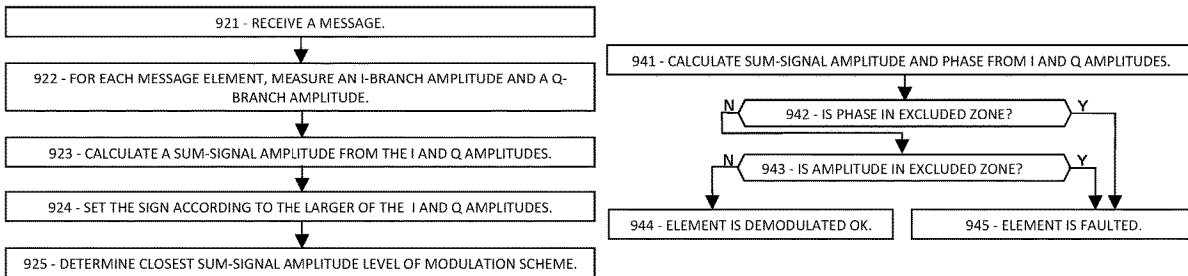 921 - RECEIVE A MESSAGE.
922 - FOR EACH MESSAGE ELEMENT, MEASURE AN I-BRANCH AMPLITUDE AND A Q-
BRANCH AMPLITUDE.
923 - CALCULATE A SUM-SIGNAL AMPLITUDE FROM THE I AND Q AMPLITUDES.
924 - SET THE SIGN ACCORDING TO THE LARGER OF THE I AND Q AMPLITUDES.
925 - DETERMINE CLOSEST SUM-SIGNAL AMPLITUDE LEVEL OF MODULATION SCHEME.
941 - CALCULATE SUM-SIGNAL AMPLITUDE AND PHASE FROM I AND Q AMPLITUDES.
N 942 - IS PHASE IN EXCLUDED ZONE? Y
N 943 - IS AMPLITUDE IN EXCLUDED ZONE? Y
944 - ELEMENT IS DEMODULATED OK. 945 - ELEMENT IS FAULTED.